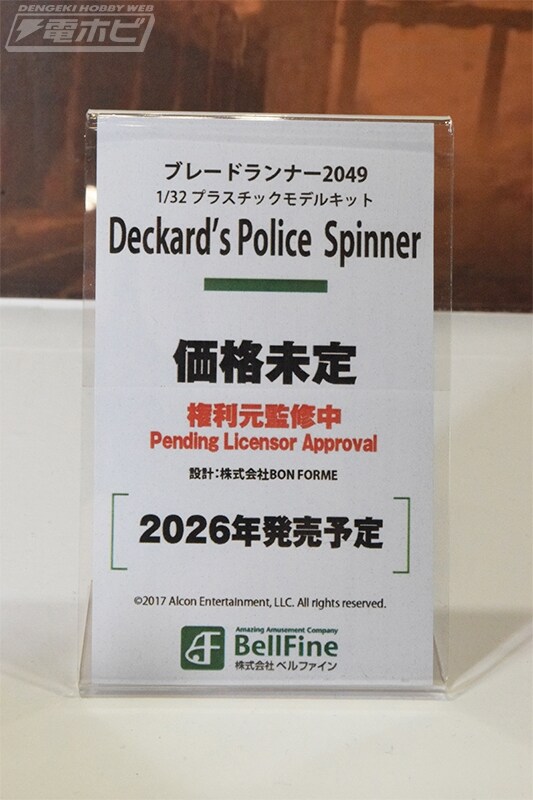 DENGEKI HOBBY WEB
電ホビ
ブレードランナー2049
1/32 プラスチックモデルキット
Deckard's Police Spinner
価格未定
権利元監修中
Pending Licensor Approval
設計：株式会社BON FORME
2026年発売予定
©2017 Alcon Entertainment, LLC. All rights reserved.
Amazing Amusement Company
BellFine
株式会社 ベルファイン